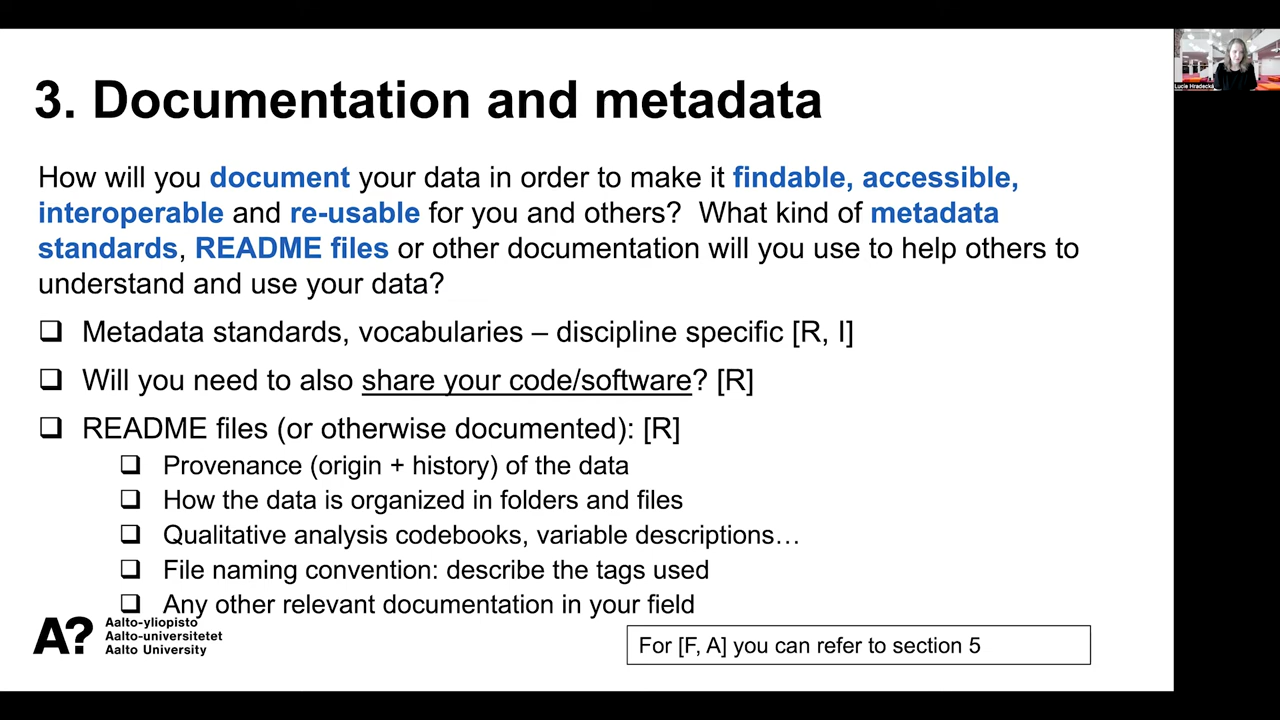 3. Documentation and metadata
Lucie Hradecká
How will you document your data in order to make it findable, accessible,
interoperable and re-usable for you and others? What kind of metadata
standards, README files or other documentation will you use to help others to
understand and use your data?
❑ Metadata standards, vocabularies – discipline specific [R, I]
❑ Will you need to also share your code/software? [R]
❑ README files (or otherwise documented): [R]
❑ Provenance (origin + history) of the data
❑ How the data is organized in folders and files
❑ Qualitative analysis codebooks, variable descriptions…
❑ File naming convention: describe the tags used
❑ Any other relevant documentation in your field
A?
Aalto-yliopisto
Aalto-universitetet
Aalto University
For [F, A] you can refer to section 5